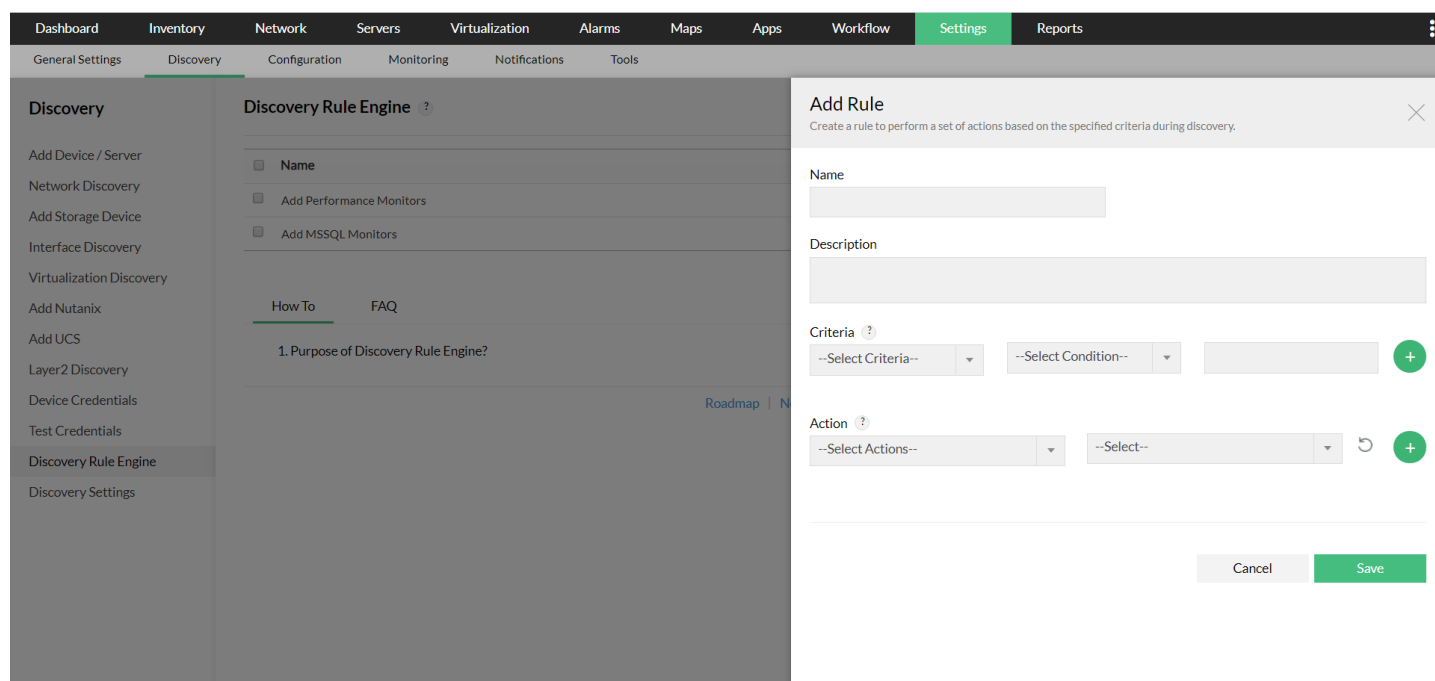 Dashboard Inventory Network Servers Virtualization Alarms Maps Apps Workflow Settings Reports
General Settings Discovery Configuration Monitoring Notifications Tools
Discovery
Add Device / Server
Network Discovery
Add Storage Device
Interface Discovery
Virtualization Discovery
Add Nutanix
Add UCS
Layer2 Discovery
Device Credentials
Test Credentials
Discovery Rule Engine
Discovery Settings
Discovery Rule Engine ?
Name
Add Performance Monitors
Add MSSQL Monitors
How To FAQ
1. Purpose of Discovery Rule Engine?
Roadmap | N
Add Rule
Create a rule to perform a set of actions based on the specified criteria during discovery.
Name
Description
Criteria ?
--Select Criteria-- --Select Condition-- +
Action ?
--Select Actions-- --Select-- +
Cancel Save